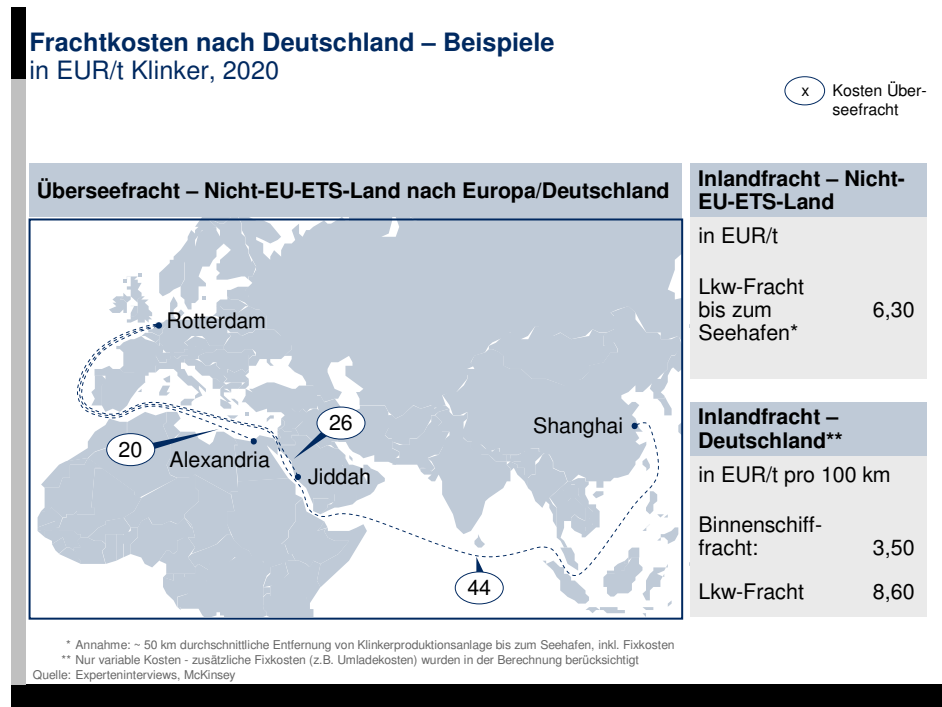 Frachtkosten nach Deutschland – Beispiele
in EUR/t Klinker, 2020
x
Kosten Über-
seefracht
Überseefracht – Nicht-EU-ETS-Land nach Europa/Deutschland
Rotterdam
20
Alexandria
26
Jiddah
Shanghai
44
Inlandfracht – Nicht-
EU-ETS-Land
in EUR/t
Lkw-Fracht
bis zum 6,30
Seehafen*
Inlandfracht –
Deutschland**
in EUR/t pro 100 km
Binnenschiff-
fracht: 3,50
Lkw-Fracht 8,60
* Annahme: ~ 50 km durchschnittliche Entfernung von Klinkerproduktionsanlage bis zum Seehafen, inkl. Fixkosten
** Nur variable Kosten - zusätzliche Fixkosten (z.B. Umladekosten) wurden in der Berechnung berücksichtigt
Quelle: Experteninterviews, McKinsey